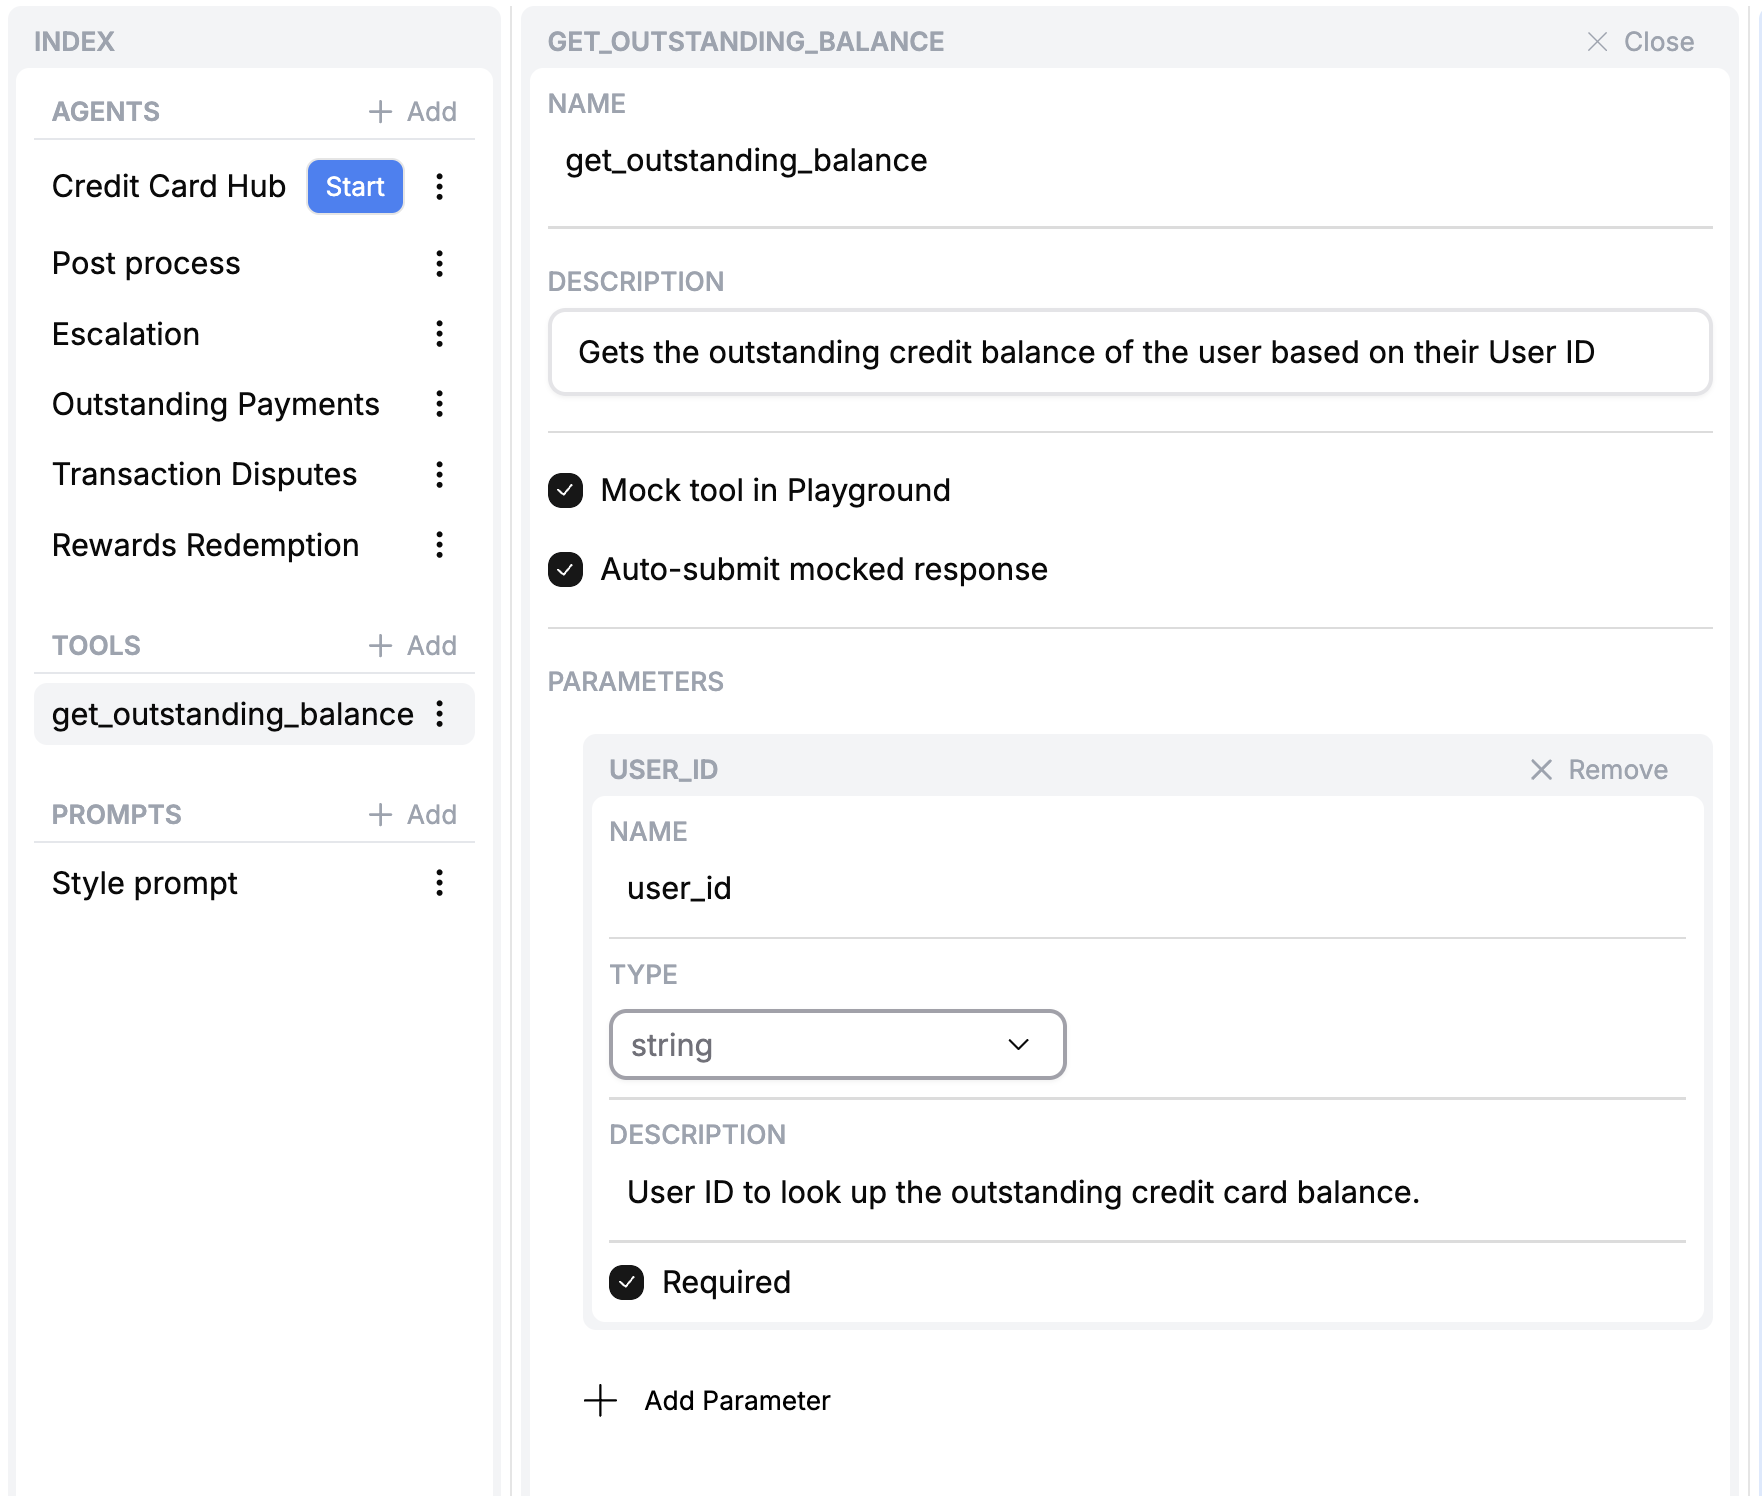 INDEX
AGENTS
Add
Credit Card Hub
Start
Post process
Escalation
Outstanding Payments
Transaction Disputes
Rewards Redemption
TOOLS
Add
get_outstanding_balance
PROMPTS
Add
Style prompt
GET_OUTSTANDING_BALANCE
Close
NAME
get_outstanding_balance
DESCRIPTION
Gets the outstanding credit balance of the user based on their User ID
Mock tool in Playground
Auto-submit mocked response
PARAMETERS
USER_ID
Remove
NAME
user_id
TYPE
string
DESCRIPTION
User ID to look up the outstanding credit card balance.
Required
Add Parameter